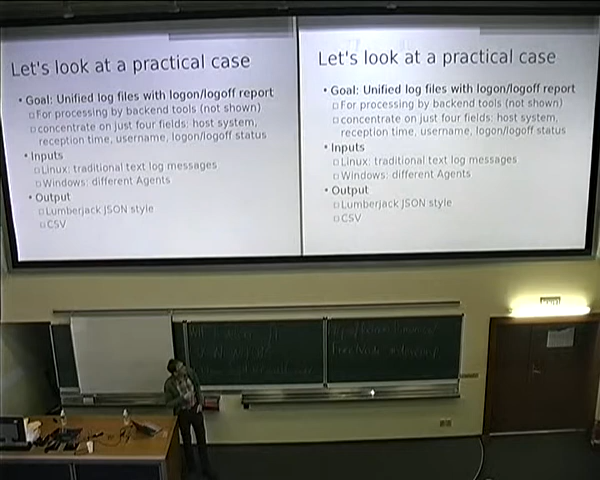 Let's look at a practical case
• Goal: Unified log files with logon/logoff report
For processing by backend tools (not shown)
concentrate on just four fields: host system,
reception time, username, logon/logoff status
• Inputs
Linux: traditional text log messages
Windows: different Agents
• Output
Lumberjack JSON style
CSV
Let's look at a practical case
• Goal: Unified log files with logon/logoff report
For processing by backend tools (not shown)
concentrate on just four fields: host system,
reception time, username, logon/logoff status
• Inputs
Linux: traditional text log messages
Windows: different Agents
• Output
Lumberjack JSON style
CSV
FreeNode